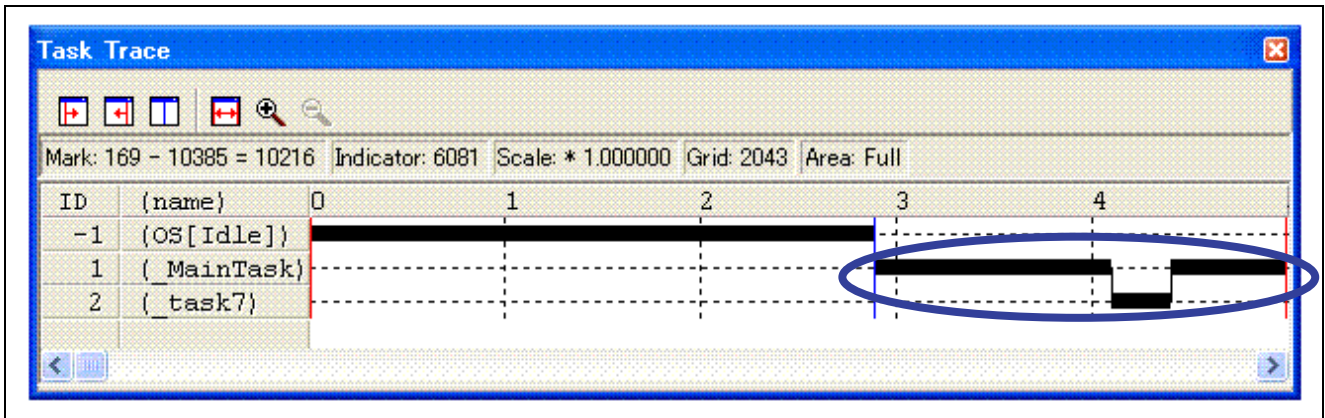 Task Trace
Mark: 169 - 10385 = 10216 Indicator: 6081 Scale: * 1.000000 Grid: 2043 Area: Full
ID (name) 0 1 2 3 4
-1 (OS[Idle])
1 (_MainTask)
2 (_task7)